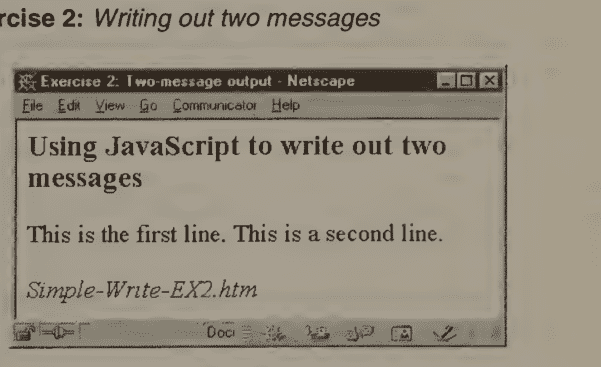 rcise 2: Writing out two messages
Exercise 2: Two-message output - Netscape
File Edit View Go Communicator Help
Using JavaScript to write out two
messages
This is the first line. This is a second line.
Simple-Write-EX2.htm
Doc